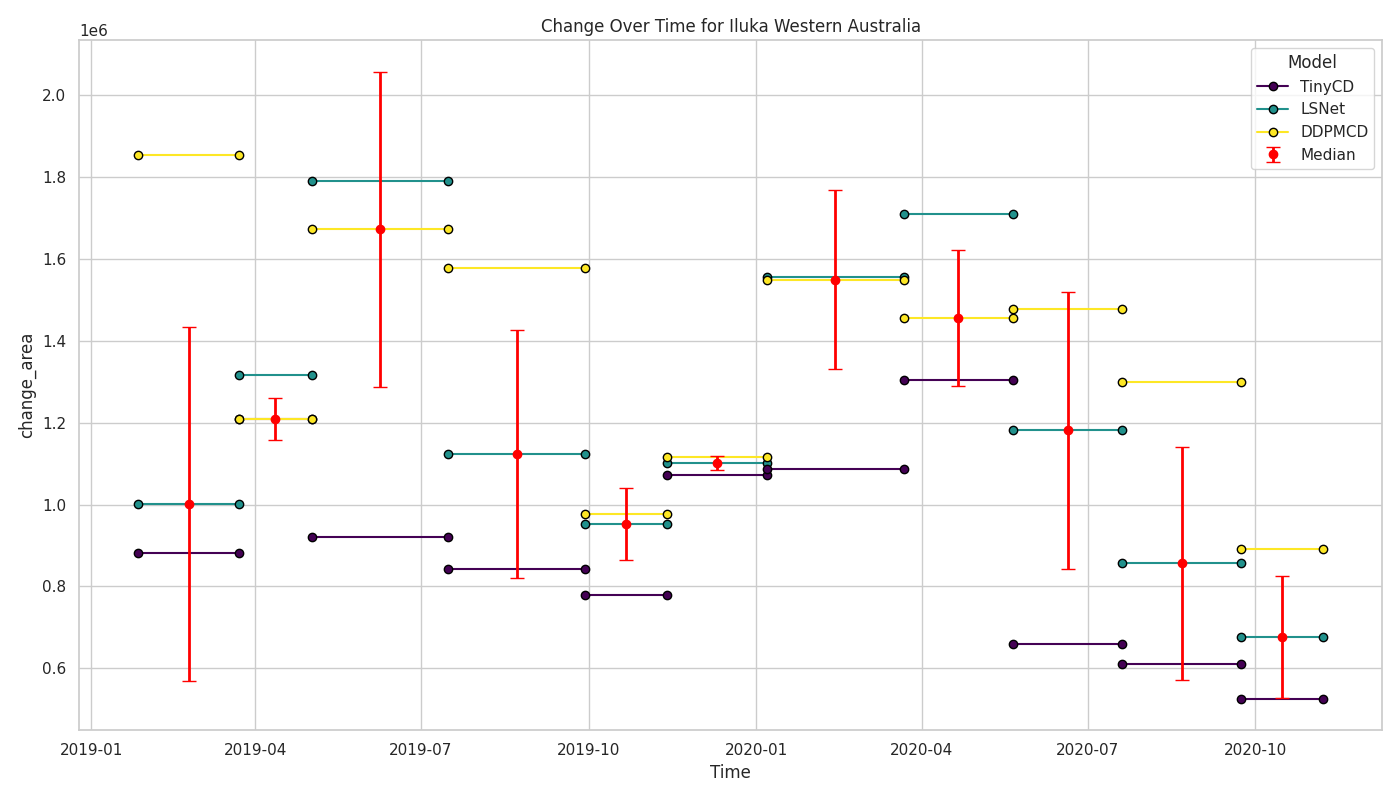 Change Over Time for Iluka Western Australia
1e6
Model
TinyCD
LSNet
DDPMCD
Median
change_area
2.0
1.8
1.6
1.4
1.2
1.0
0.8
0.6
2019-01 2019-04 2019-07 2019-10 2020-01 2020-04 2020-07 2020-10
Time